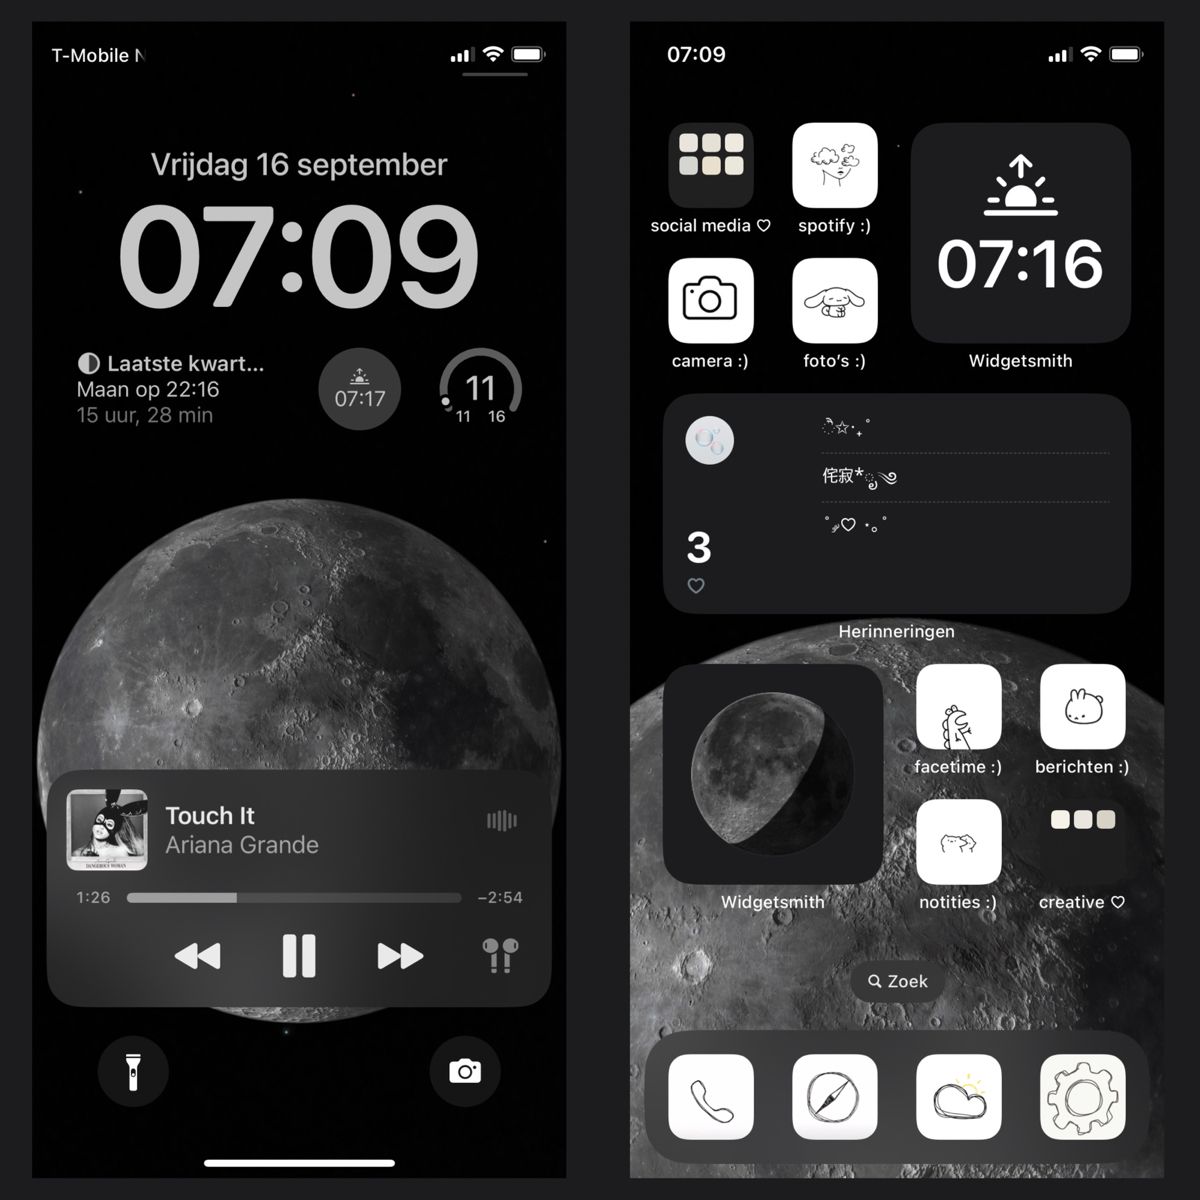 T-Mobile N
Vrijdag 16 september
07:09
Laatste kwart...
Maan op 22:16
15 uur, 28 min
07:17
11
11 16
Touch It
Ariana Grande
DANGEROUS WOMAN
1:26
−2:54
07:09
social media ♡
spotify :)
07:16
camera :)
foto's :)
Widgetsmith
侘寂*
3
Herinneringen
facetime :)
berichten :)
Widgetsmith
notities :)
creative ♡
Zoek